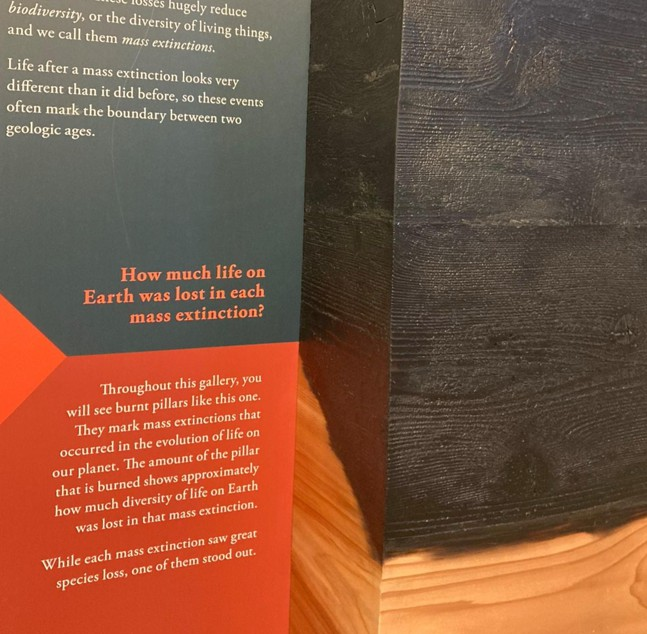 losses hugely reduce
biodiversity, or the diversity of living things,
and we call them mass extinctions.
Life after a mass extinction looks very
different than it did before, so these events
often mark the boundary between two
geologic ages.
How much life on
Earth was lost in each
mass extinction?
Throughout this gallery, you
will see burnt pillars like this one.
They mark mass extinctions that
occurred in the evolution of life on
our planet. The amount of the pillar
that is burned shows approximately
how much diversity of life on Earth
was lost in that mass extinction.
While each mass extinction saw great
species loss, one of them stood out.